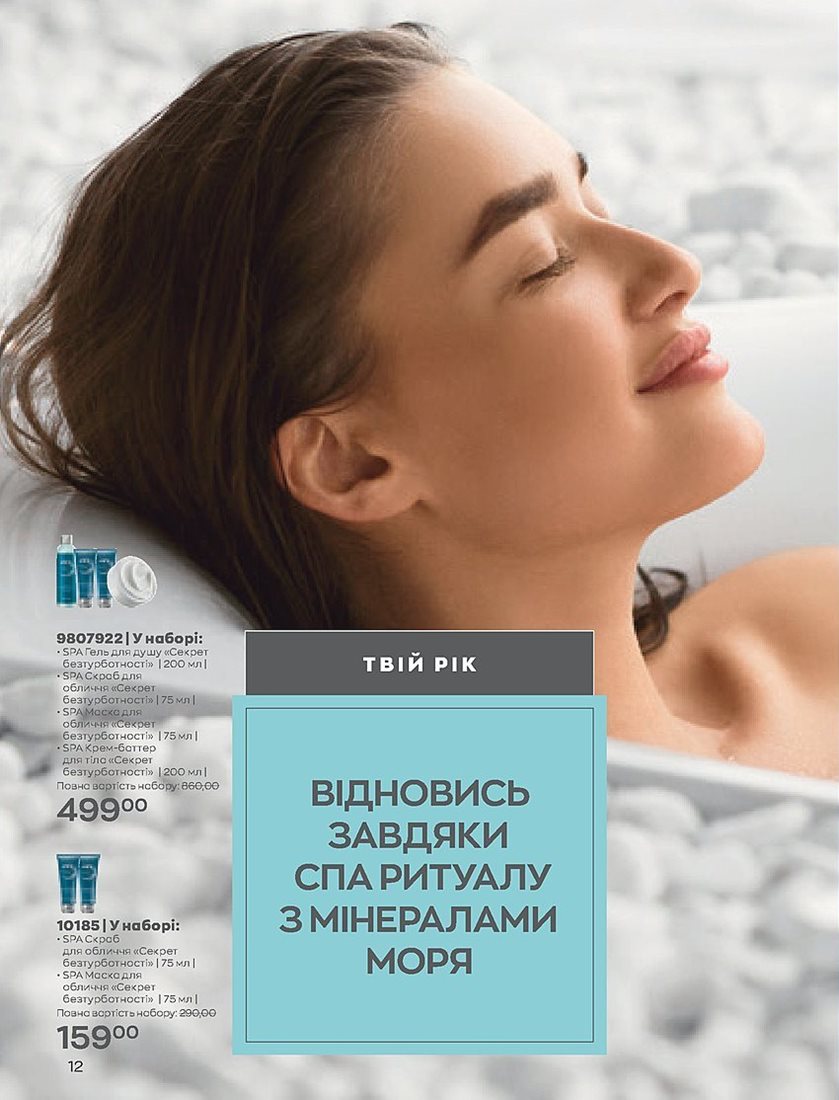 9807922 | У наборі:
• SPA Гель для душу «Секрет
безтурботності» | 200 мл |
• SPA Скраб для
обличчя «Секрет
безтурботності» | 75 мл |
• SPA Маска для
обличчя «Секрет
безтурботності» | 75 мл |
• SPA Крем-баттер
для тіла «Секрет
безтурботності» | 200 мл |
Повна вартість набору: 860,00
499⁰⁰
10185 | У наборі:
• SPA Скраб
для обличчя «Секрет
безтурботності» | 75 мл |
• SPA Маска для
обличчя «Секрет
безтурботності» | 75 мл |
Повна вартість набору: 290,00
159⁰⁰
12
ТВІЙ РІК
ВІДНОВИСЬ
ЗАВДЯКИ
СПА РИТУАЛУ
З МІНЕРАЛАМИ
МОРЯ